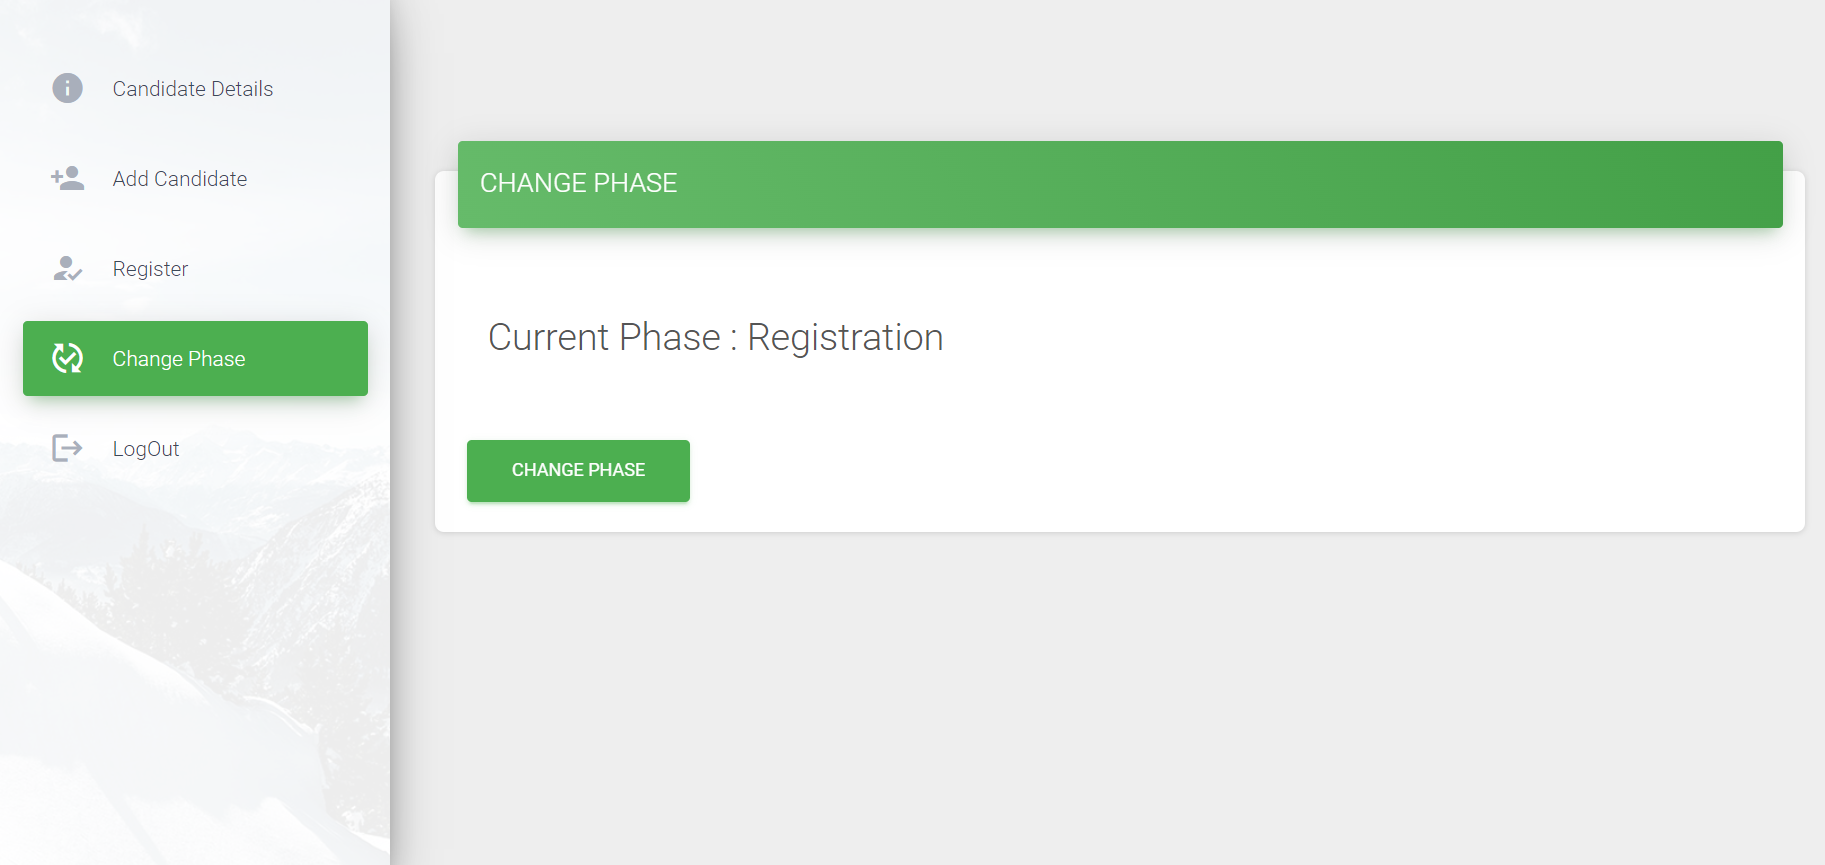 Candidate Details
Add Candidate
Register
Change Phase
LogOut
CHANGE PHASE
Current Phase : Registration
CHANGE PHASE